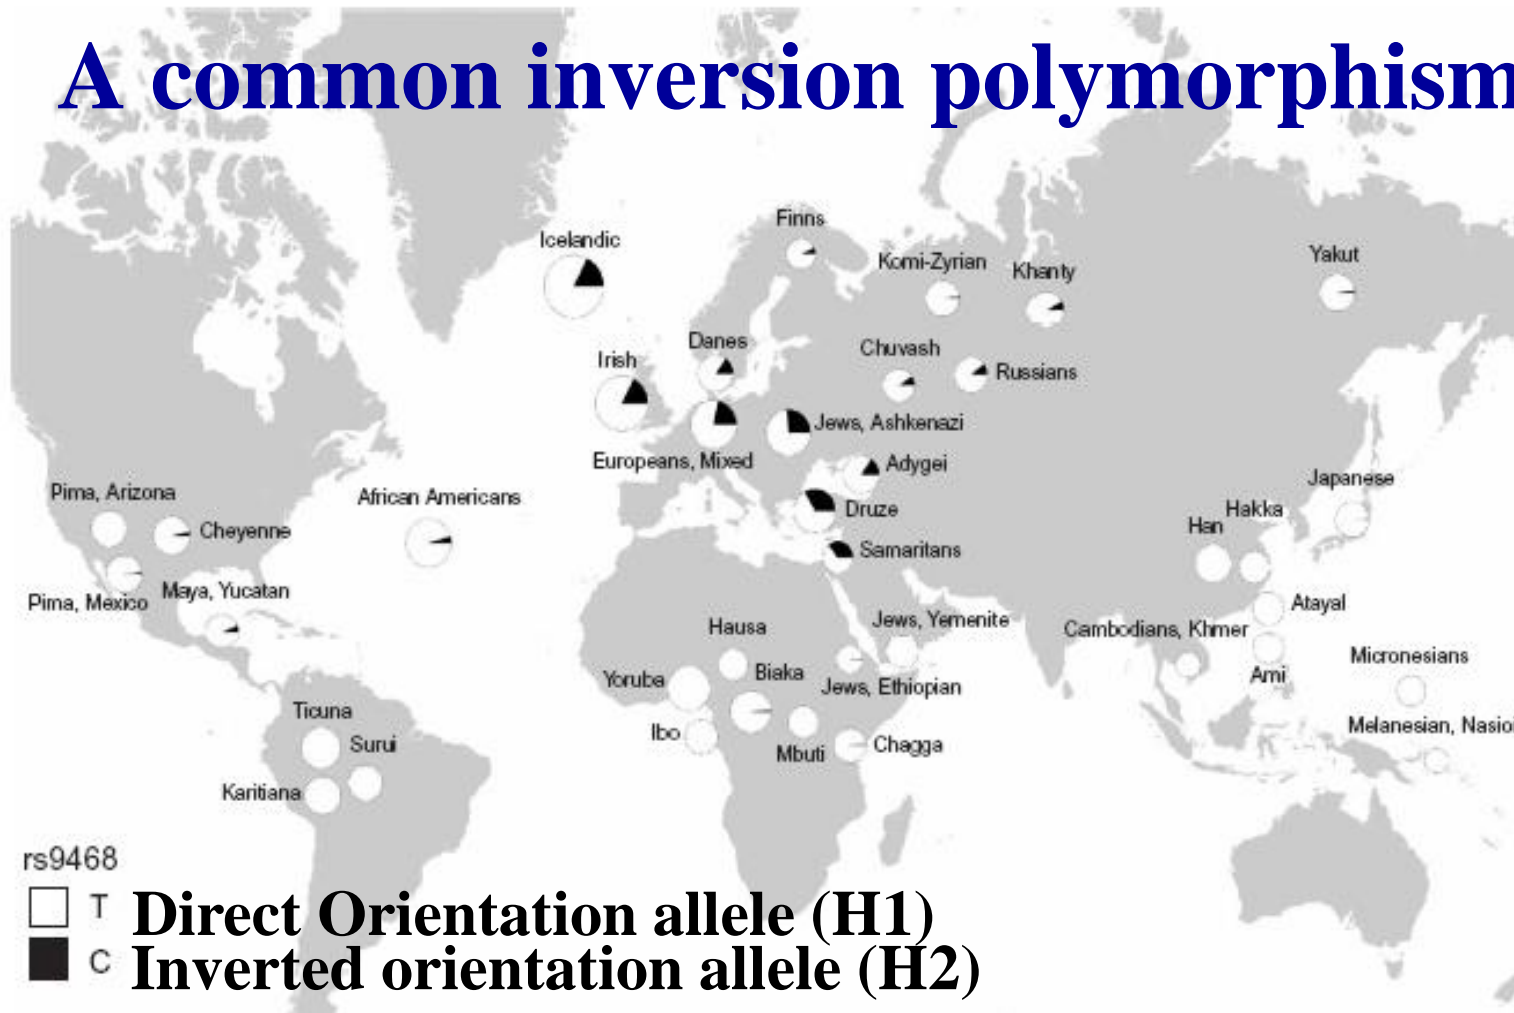 A common inversion polymorphism
Finns
Icelandic
Komi-Zyrian
Khanty
Yakut
Danes
Irish
Chuvash
Russians
Jews, Ashkenazi
Europeans, Mixed
Adygei
Pima, Arizona
African Americans
Japanese
Cheyenne
Druze
Hakka
Han
Samaritans
Pima, Mexico
Maya, Yucatan
Atayal
Hausa
Jews, Yemenite
Cambodians, Khmer
Micronesians
Yoruba
Biaka
Jews, Ethiopian
Ami
Ticuna
Ibo
Surui
Mbuti
Chagga
Melanesian, Nasioi
Karitiana
rs9468
T Direct Orientation allele (H1)
C Inverted orientation allele (H2)